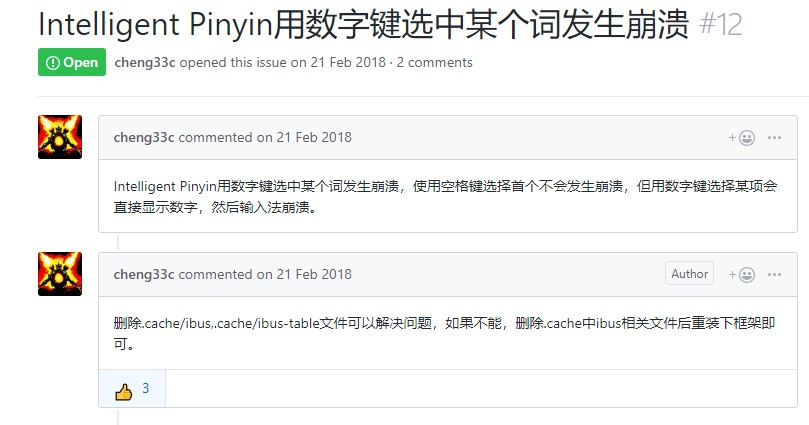 Intelligent Pinyin用数字键选中某个词发生崩溃 #12
Open cheng33c opened this issue on 21 Feb 2018 · 2 comments
cheng33c commented on 21 Feb 2018
Intelligent Pinyin用数字键选中某个词发生崩溃，使用空格键选择首个不会发生崩溃，但用数字键选择某项会
直接显示数字，然后输入法崩溃。
cheng33c commented on 21 Feb 2018 Author
删除.cache/ibus,.cache/ibus-table文件可以解决问题，如果不能，删除.cache中ibus相关文件后重装下框架即
可。
3